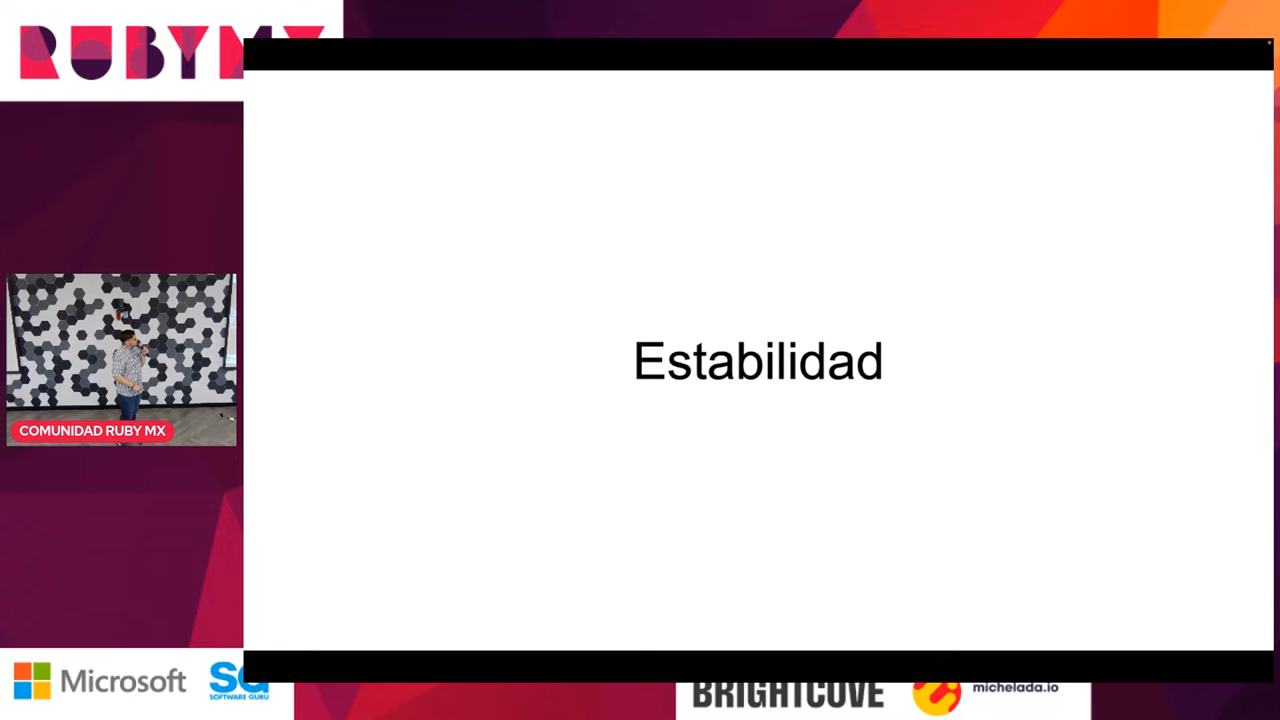 RUBYMX
Estabilidad
COMUNIDAD RUBY MX
Microsoft
SG
SOFTWARE GURU
BRIGHTCOVE
michelada.io